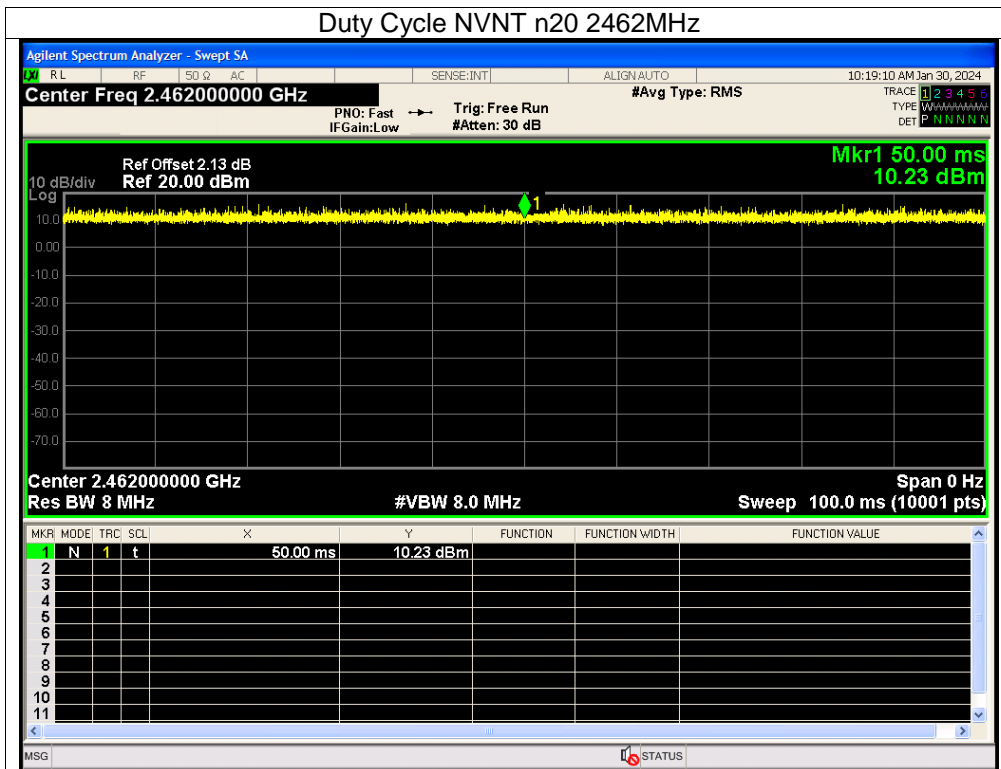 Duty Cycle NVNT n20 2462MHz
Agilent Spectrum Analyzer - Swept SA
LXI RL RF 50 Ω AC SENSE:INT ALIGN AUTO 10:19:10 AM Jan 30, 2024
Center Freq 2.462000000 GHz #Avg Type: RMS TRACE 1 2 3 4 5 6
PNO: Fast Trig: Free Run TYPE
IFGain:Low #Atten: 30 dB DET P N N N N N
Mkr1 50.00 ms
Ref Offset 2.13 dB
10 dB/div Ref 20.00 dBm 10.23 dBm
Log
1
10.0
0.00
-10.0
-20.0
-30.0
-40.0
-50.0
-60.0
-70.0
Center 2.462000000 GHz Span 0 Hz
Res BW 8 MHz #VBW 8.0 MHz Sweep 100.0 ms (10001 pts)
MKR MODE TRC SCL X Y FUNCTION FUNCTION WIDTH FUNCTION VALUE
1 N 1 t 50.00 ms 10.23 dBm
2
3
4
5
6
7
8
9
10
11
MSG STATUS